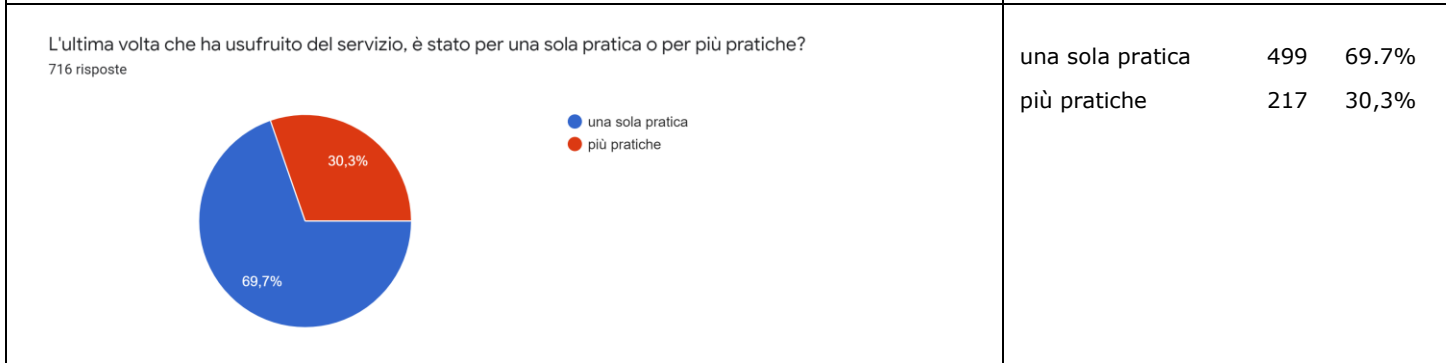 L'ultima volta che ha usufruito del servizio, è stato per una sola pratica o per più pratiche?
716 risposte
una sola pratica
più pratiche
30,3%
69,7%
una sola pratica 499 69.7%
più pratiche 217 30,3%